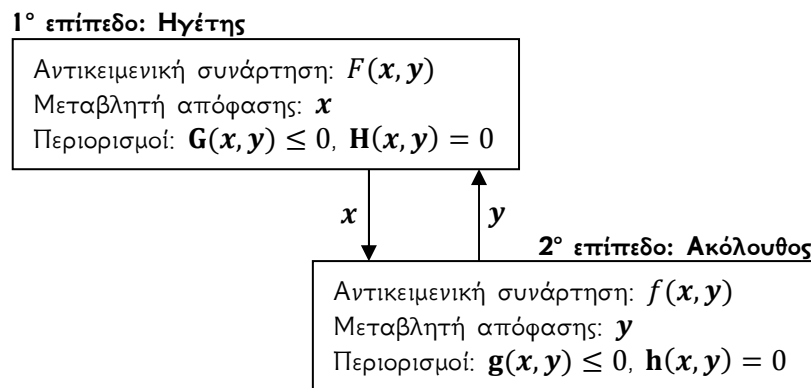 1° επίπεδο: Ηγέτης
Αντικειμενική συνάρτηση: F(x, y)
Μεταβλητή απόφασης: x
Περιορισμοί: G(x, y) ≤ 0, H(x, y) = 0
x
y
2° επίπεδο: Ακόλουθος
Αντικειμενική συνάρτηση: f(x, y)
Μεταβλητή απόφασης: y
Περιορισμοί: g(x, y) ≤ 0, h(x, y) = 0